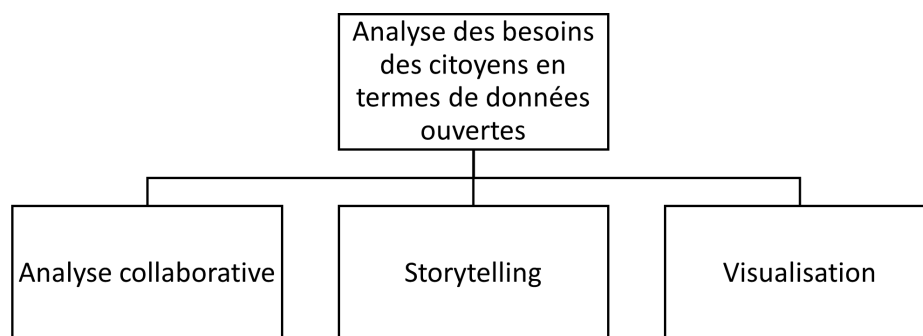 Analyse des besoins
des citoyens en
termes de données
ouvertes
Analyse collaborative
Storytelling
Visualisation